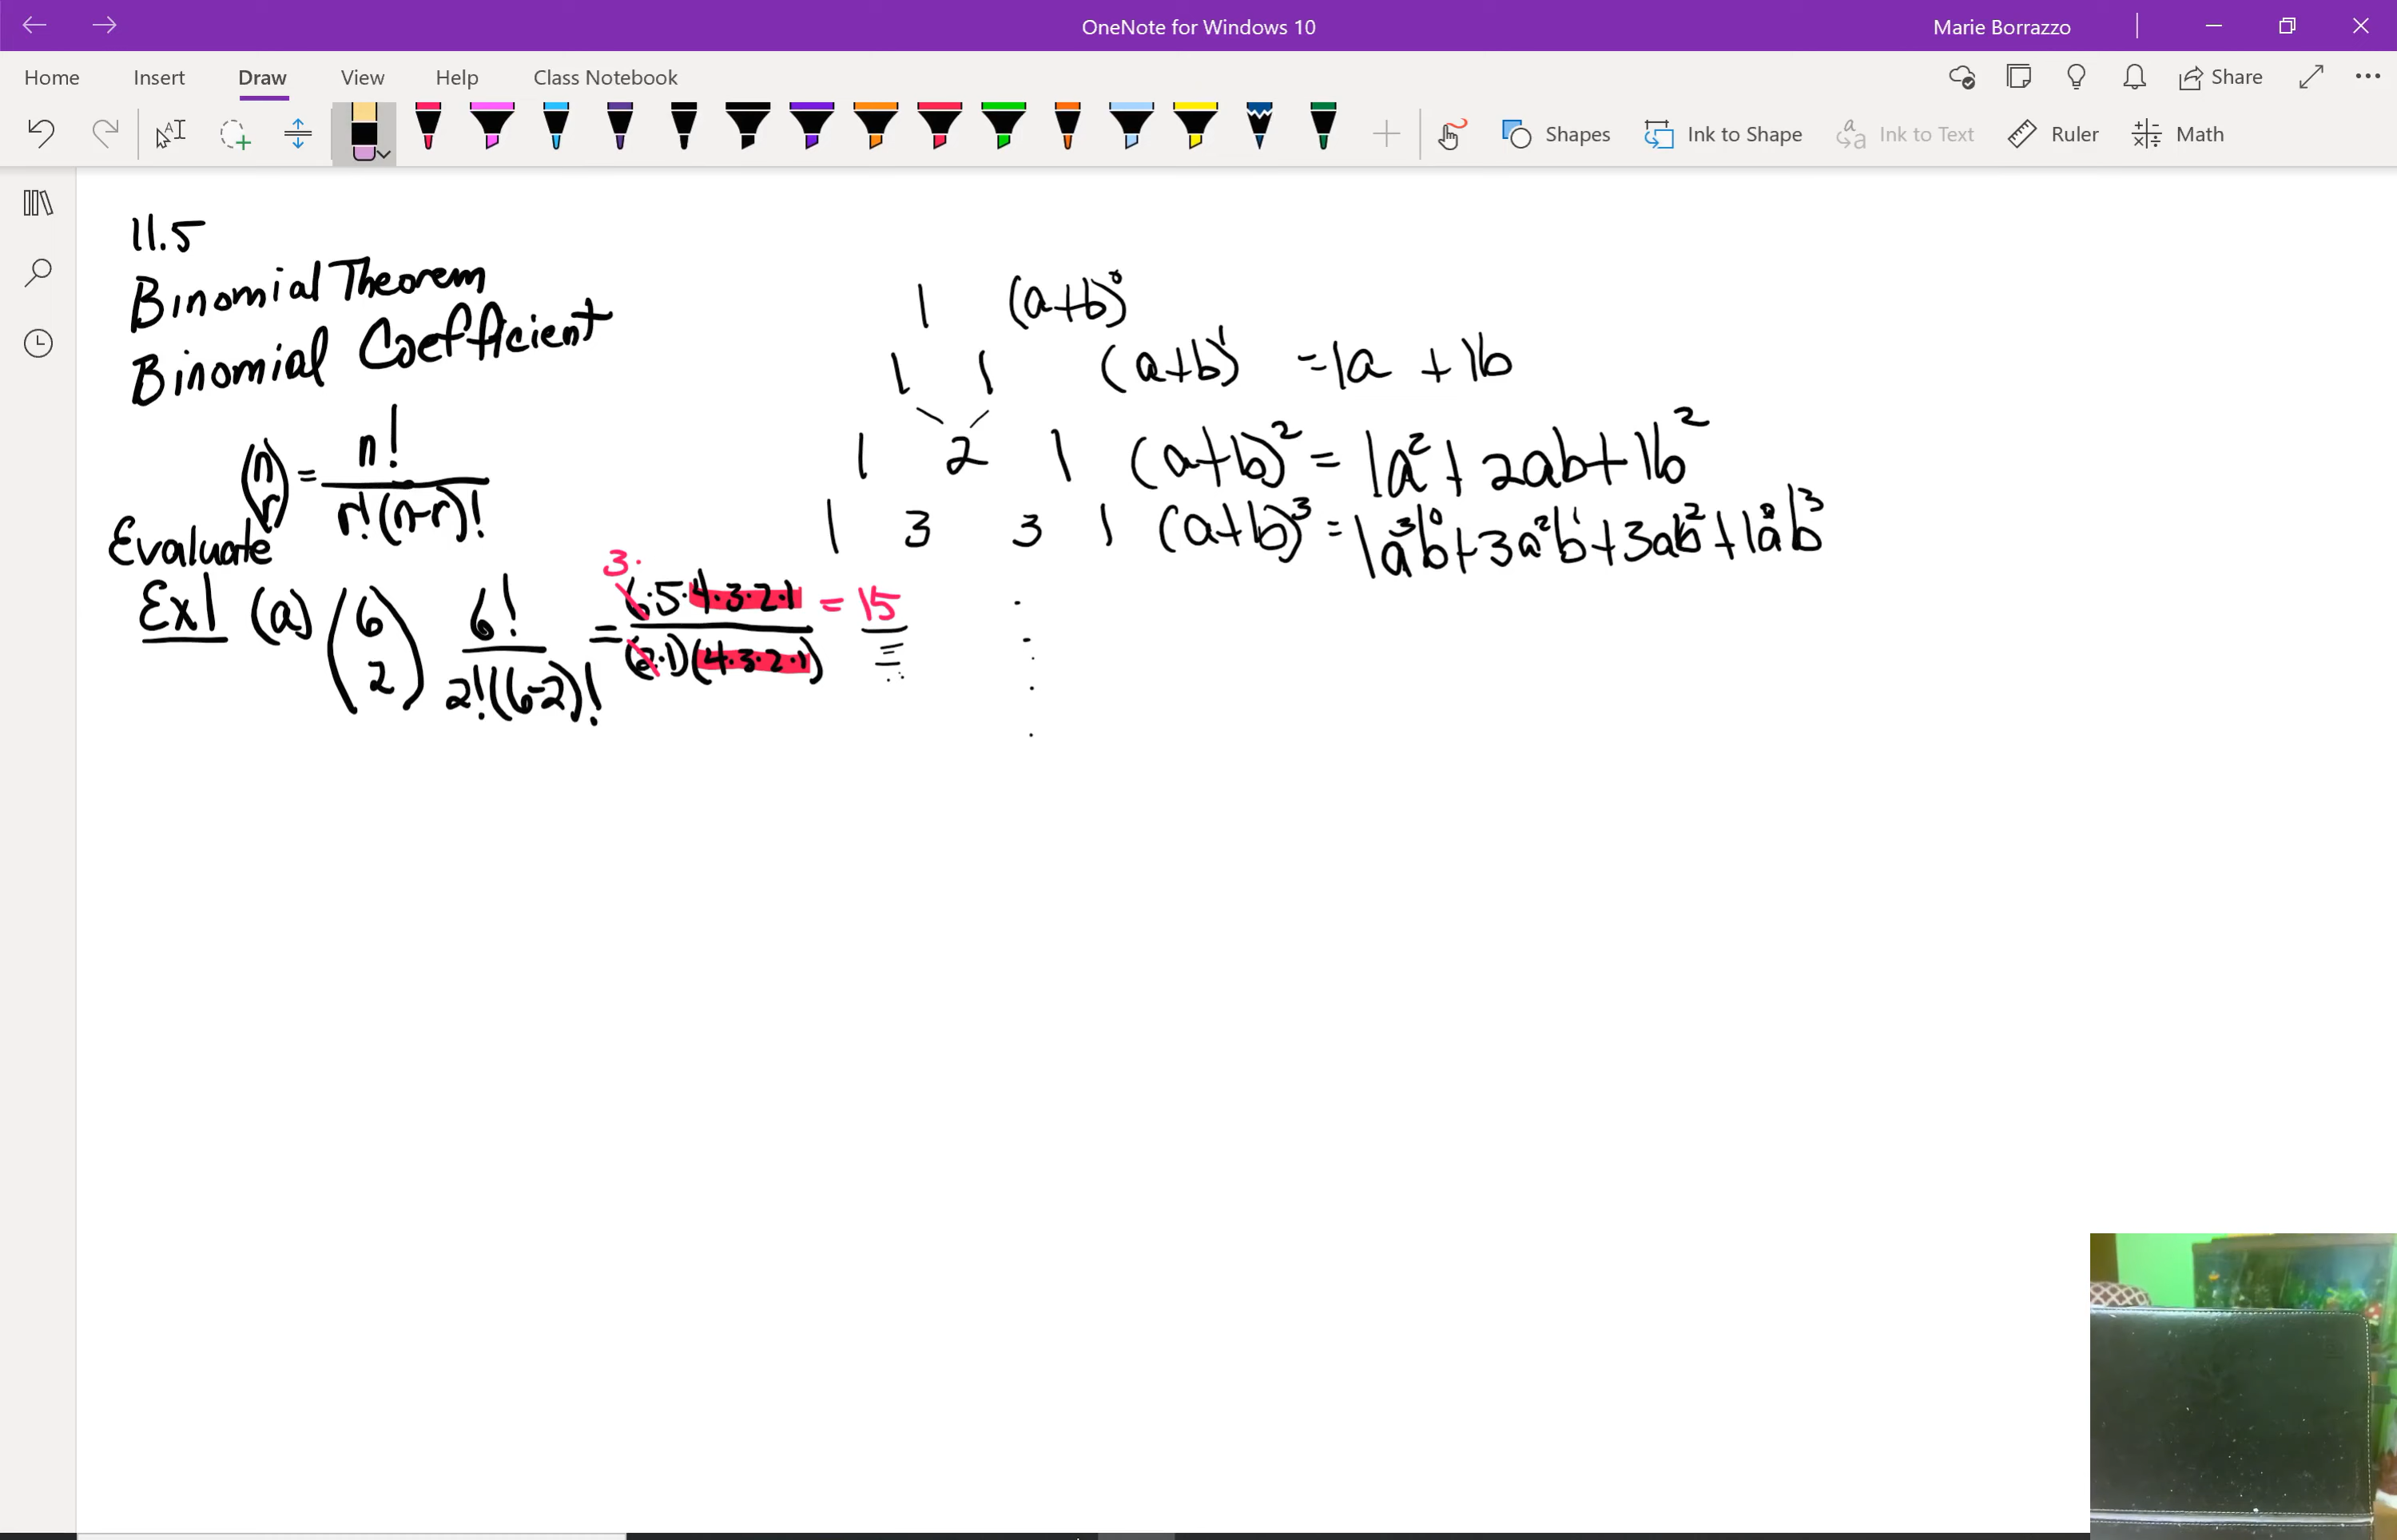 OneNote for Windows 10
Marie Borrazzo
Home Insert Draw View Help Class Notebook Share
Shapes Ink to Shape Ink to Text Ruler Math
11.5
Binomial Theorem
Binomial Coefficient
(n r) = n! / r!(n-r)!
Evaluate
Ex1 (a) (6 2) 6! / 2!(6-2)! = 6·5·4·3·2·1 / (2·1)(4·3·2·1) = 15
3·
1 (a+b)⁰
1 1 (a+b)¹ = 1a + 1b
1 2 1 (a+b)² = 1a² + 2ab + 1b²
1 3 3 1 (a+b)³ = 1a³b⁰ + 3a²b¹ + 3ab² + 1a⁰b³